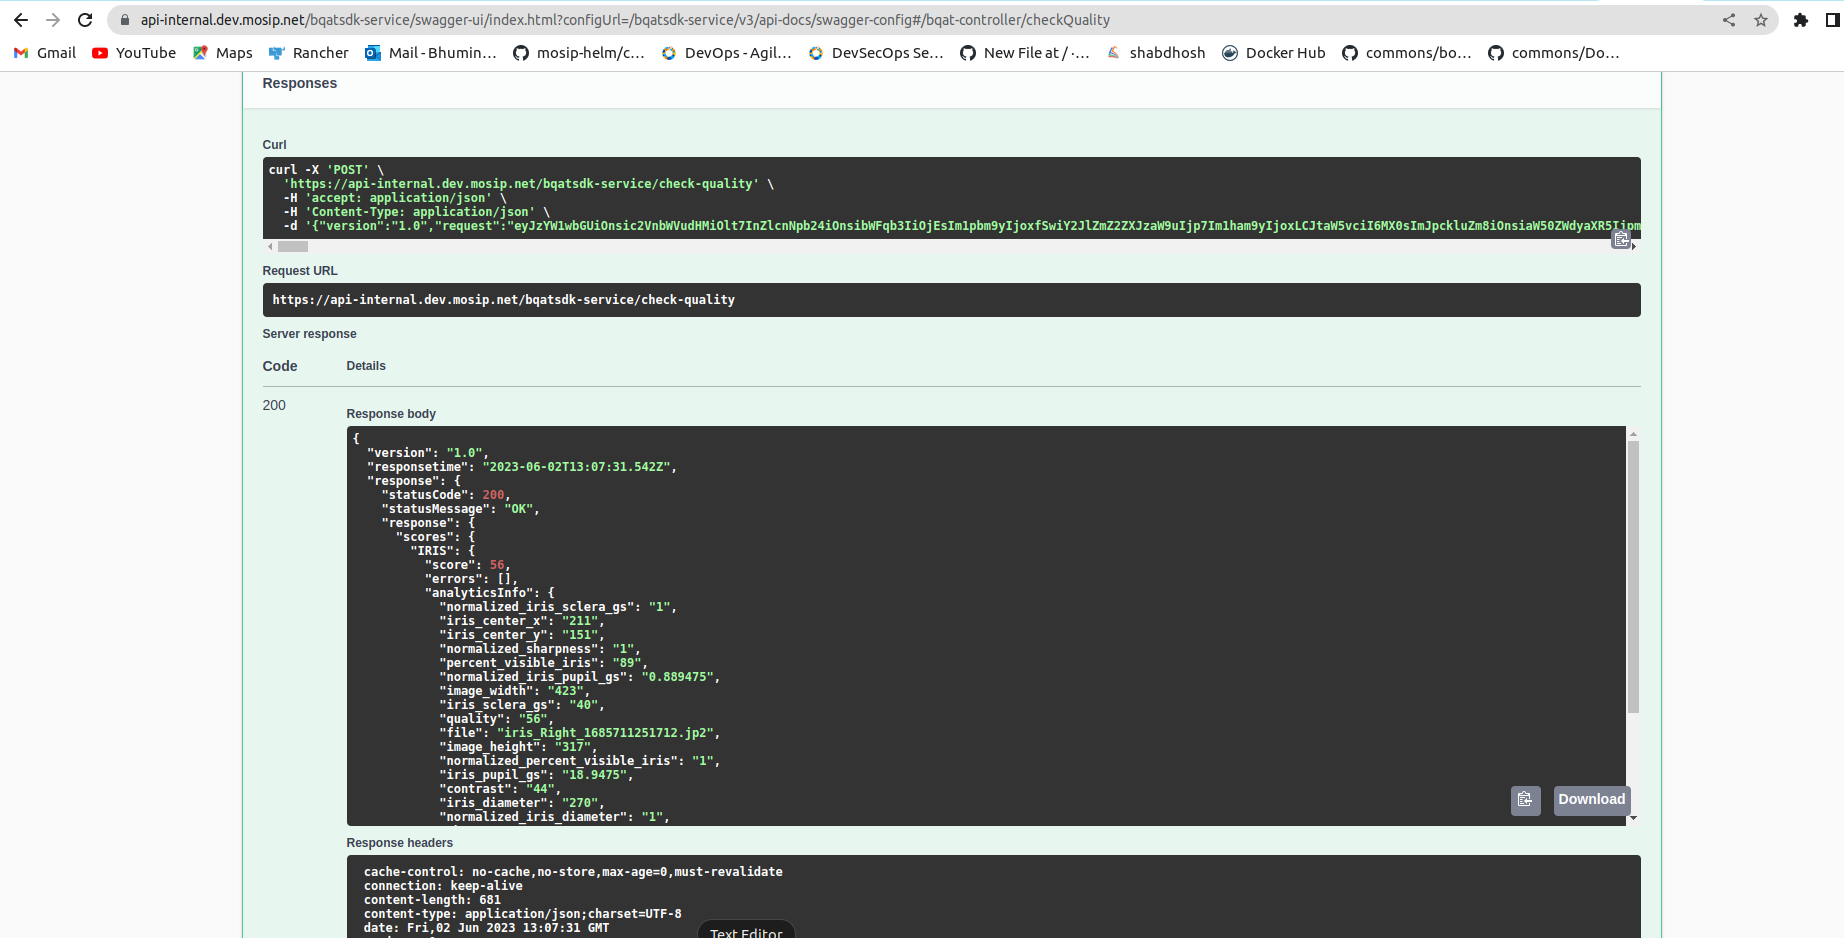 api-internal.dev.mosip.net/bqatsdk-service/swagger-ui/index.html?configUrl=/bqatsdk-service/v3/api-docs/swagger-config#/bqat-controller/checkQuality
Gmail YouTube Maps Rancher Mail - Bhumin... mosip-helm/c... DevOps - Agil... DevSecOps Se... New File at / ·... shabdhosh Docker Hub commons/bo... commons/Do...
Responses
Curl
curl -X 'POST' \
'https://api-internal.dev.mosip.net/bqatsdk-service/check-quality' \
-H 'accept: application/json' \
-H 'Content-Type: application/json' \
-d '{"version":"1.0","request":
Request URL
https://api-internal.dev.mosip.net/bqatsdk-service/check-quality
Server response
Code Details
200
Response body
{
"version": "1.0",
"responsetime": "2023-06-02T13:07:31.542Z",
"response": {
"statusCode": 200,
"statusMessage": "OK",
"response": {
"scores": {
"IRIS": {
"score": 56,
"errors": [],
"analyticsInfo": {
"normalized_iris_sclera_gs": "1",
"iris_center_x": "211",
"iris_center_y": "151",
"normalized_sharpness": "1",
"percent_visible_iris": "89",
"normalized_iris_pupil_gs": "0.889475",
"image_width": "423",
"iris_sclera_gs": "40",
"quality": "56",
"file": "iris_Right_1685711251712.jp2",
"image_height": "317",
"normalized_percent_visible_iris": "1",
"iris_pupil_gs": "18.9475",
"contrast": "44",
"iris_diameter": "270",
"normalized_iris_diameter": "1",
Download
Response headers
cache-control: no-cache,no-store,max-age=0,must-revalidate
connection: keep-alive
content-length: 681
content-type: application/json;charset=UTF-8
date: Fri,02 Jun 2023 13:07:31 GMT
Text Editor